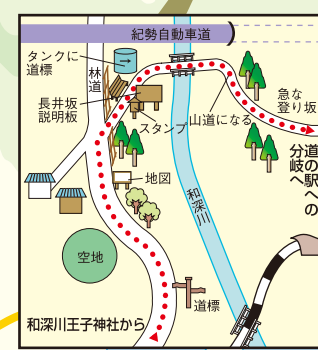 紀勢自動車道
タンクに
道標
林道
長井坂
説明板
スタンプ
山道になる
急な
登り坂
道の駅への
分岐へ
地図
和深川
空地
道標
和深川王子神社から